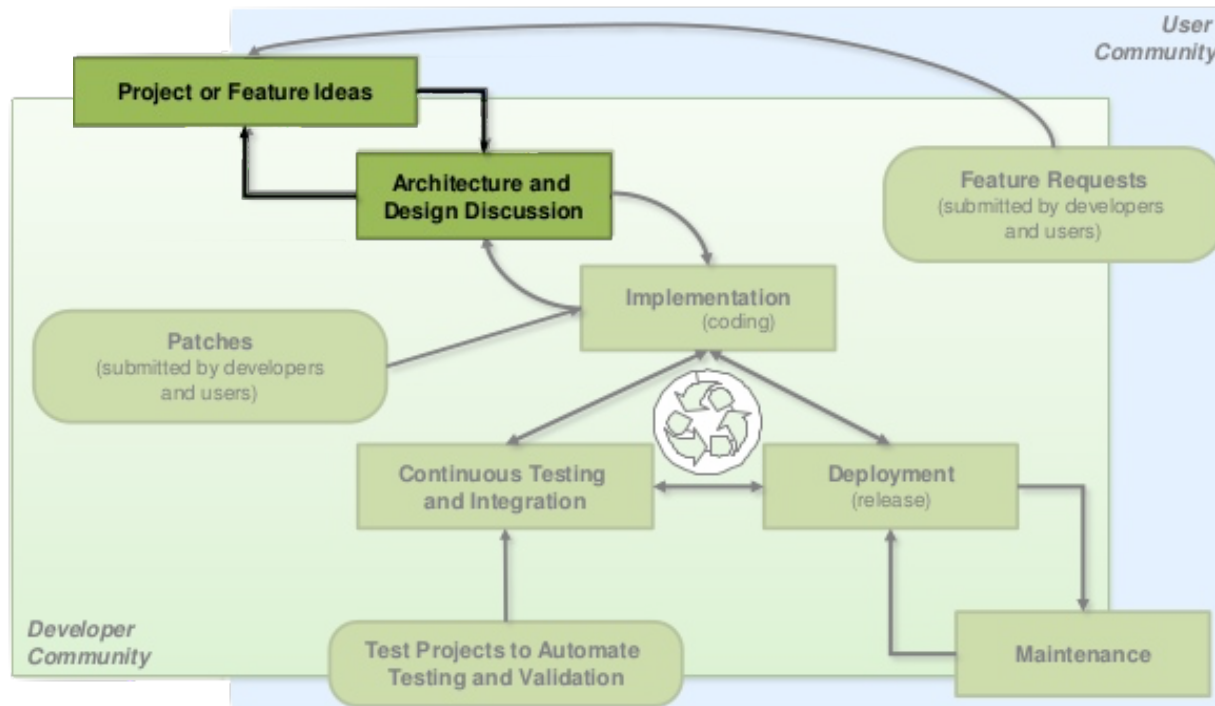 User
Community
Project or Feature Ideas
Architecture and
Design Discussion
Feature Requests
(submitted by developers
and users)
Implementation
(coding)
Patches
(submitted by developers
and users)
Continuous Testing
and Integration
Deployment
(release)
Developer
Community
Test Projects to Automate
Testing and Validation
Maintenance